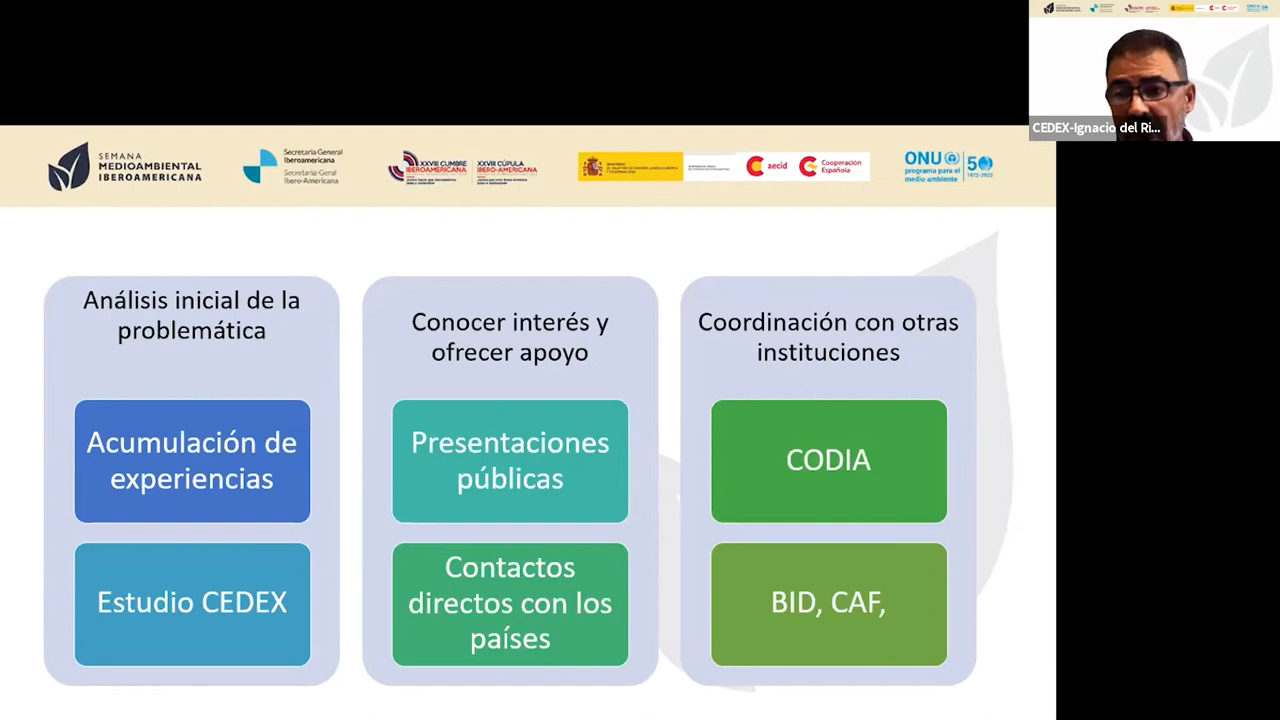 CEDEX-Ignacio del Ri...
SEMANA
MEDIOAMBIENTAL
IBEROAMERICANA
Secretaría General
Iberoamericana
Secretaria-Geral
Ibero-Americana
XXVIII CUMBRE
IBEROAMERICANA
XXVIII CÚPULA
IBERO-AMERICANA
aecid
Cooperación
Española
ONU
programa para el
medio ambiente
50
1972-2022
Análisis inicial de la
problemática
Acumulación de
experiencias
Estudio CEDEX
Conocer interés y
ofrecer apoyo
Presentaciones
públicas
Contactos
directos con los
países
Coordinación con otras
instituciones
CODIA
BID, CAF,